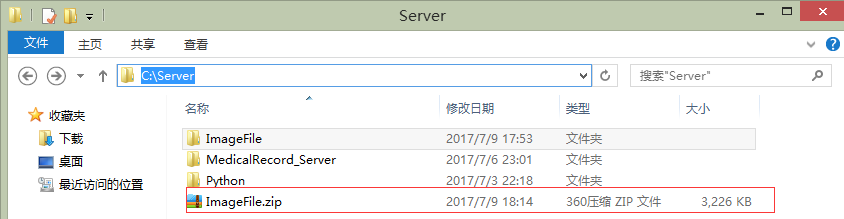 Server
文件 主页 共享 查看
C:\Server 搜索"Server"
收藏夹 名称 修改日期 类型 大小
下载 ImageFile 2017/7/9 17:53 文件夹
桌面 MedicalRecord_Server 2017/7/6 23:01 文件夹
最近访问的位置 Python 2017/7/3 22:18 文件夹
ImageFile.zip 2017/7/9 18:14 360压缩 ZIP 文件 3,226 KB